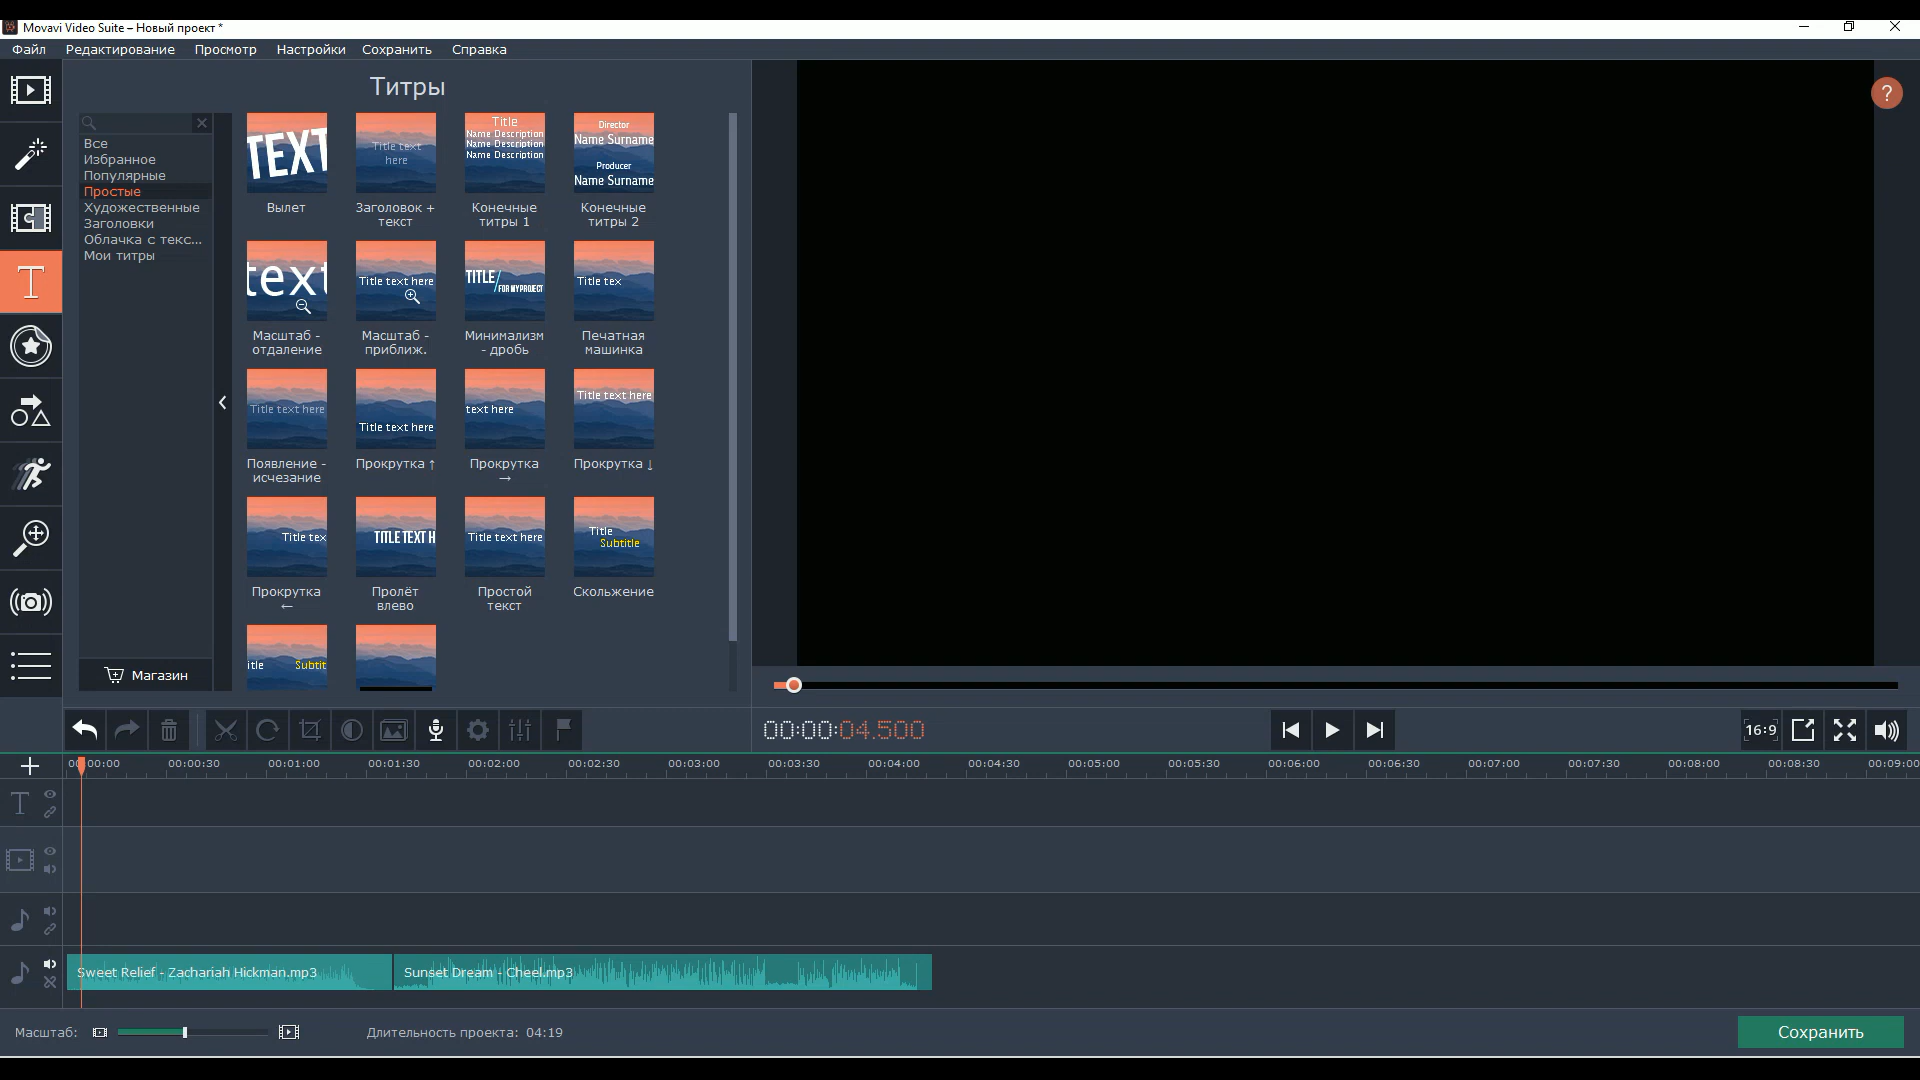 Movavi Video Suite – Новый проект *
Файл Редактирование Просмотр Настройки Сохранить Справка
Титры
Все
Избранное
Популярные
Простые
Художественные
Заголовки
Облачка с текс...
Мои титры
Магазин
TEXT
Title text
here
Title
Name Description
Name Description
Name Description
Director
Name Surname
Producer
Name Surname
Вылет
Заголовок +
текст
Конечные
титры 1
Конечные
титры 2
text
Title text here
TITLE/
FOR MY PROJECT
Title tex
Масштаб -
отдаление
Масштаб -
приближ.
Минимализм
- дробь
Печатная
машинка
Title text here
Title text here
text here
Title text here
Появление -
исчезание
Прокрутка ↑
Прокрутка
→
Прокрутка ↓
Title tex
TITLE TEXT H
Title text here
Title
Subtitle
Прокрутка
←
Пролёт
влево
Простой
текст
Скольжение
itle Subtit
?
00:00:04.500
16:9
00:00:00 00:00:30 00:01:00 00:01:30 00:02:00 00:02:30 00:03:00 00:03:30 00:04:00 00:04:30 00:05:00 00:05:30 00:06:00 00:06:30 00:07:00 00:07:30 00:08:00 00:08:30 00:09:00
Sweet Relief - Zachariah Hickman.mp3
Sunset Dream - Cheel.mp3
Масштаб:
Длительность проекта: 04:19
Сохранить